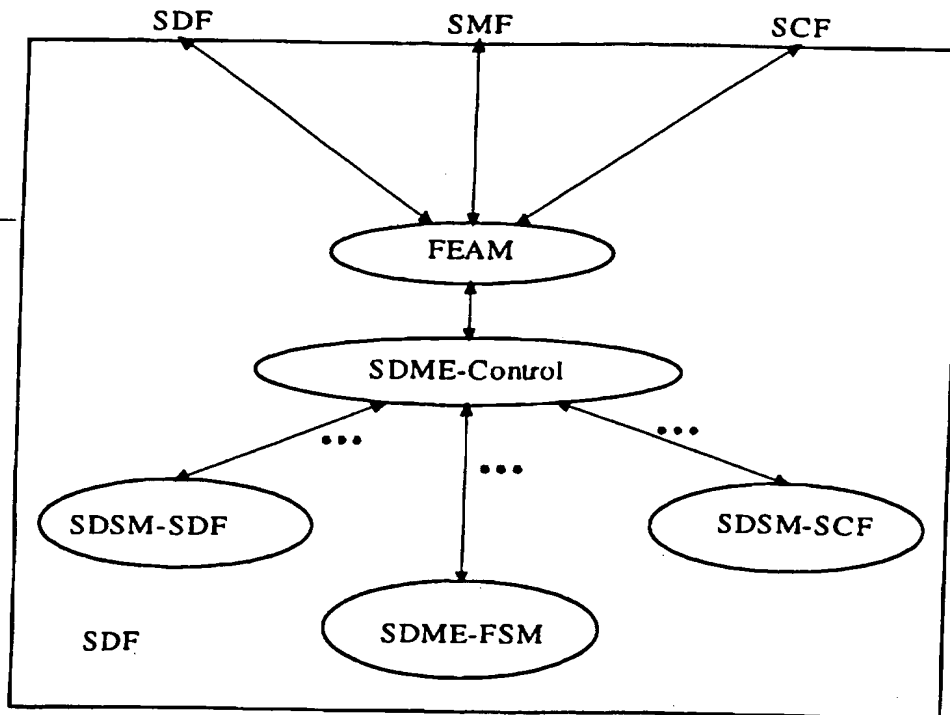 SDF
SMF
SCF
FEAM
SDME-Control
SDSM-SDF
SDSM-SCF
SDME-FSM
SDF